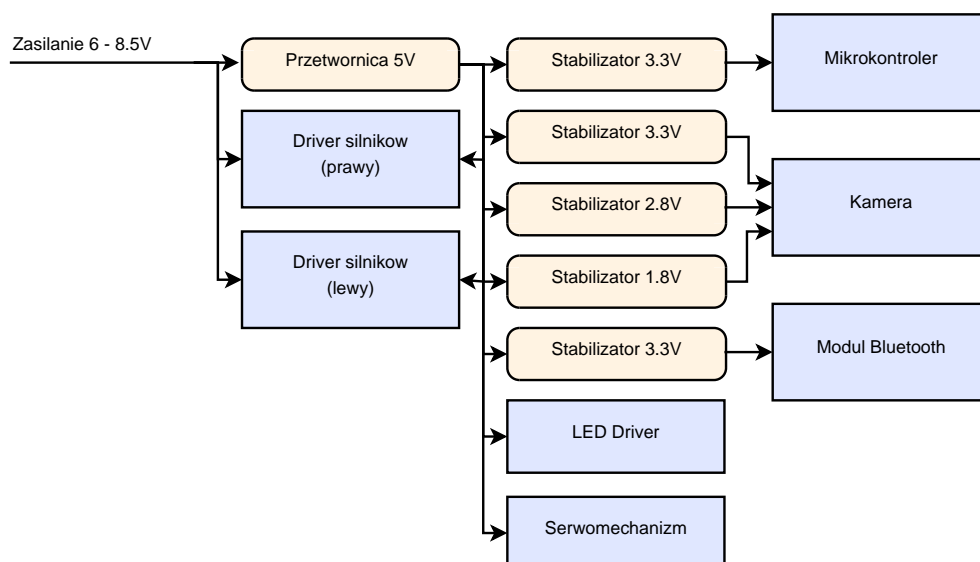 Zasilanie 6 - 8.5V
Przetwornica 5V
Stabilizator 3.3V
Mikrokontroler
Driver silnikow
(prawy)
Stabilizator 3.3V
Stabilizator 2.8V
Kamera
Driver silnikow
(lewy)
Stabilizator 1.8V
Stabilizator 3.3V
Modul Bluetooth
LED Driver
Serwomechanizm